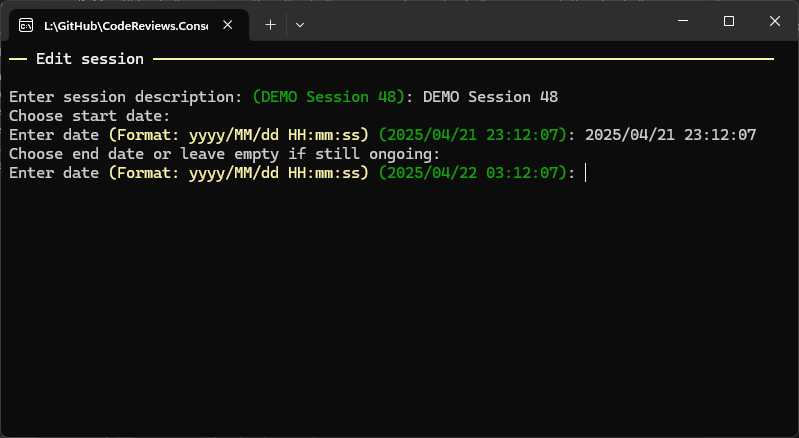 L:\GitHub\CodeReviews.Conso
Edit session
Enter session description: (DEMO Session 48): DEMO Session 48
Choose start date:
Enter date (Format: yyyy/MM/dd HH:mm:ss) (2025/04/21 23:12:07): 2025/04/21 23:12:07
Choose end date or leave empty if still ongoing:
Enter date (Format: yyyy/MM/dd HH:mm:ss) (2025/04/22 03:12:07):